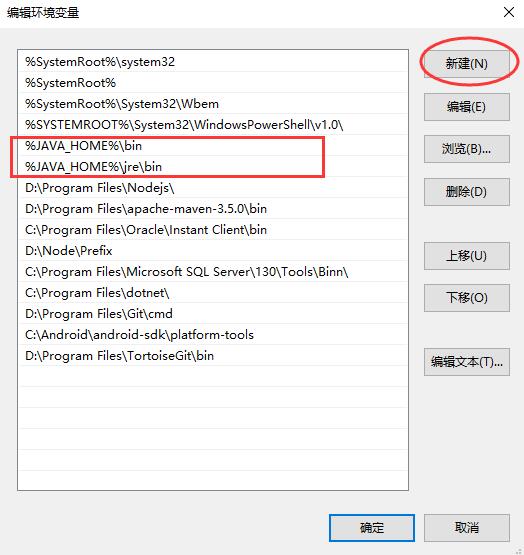 编辑环境变量
%SystemRoot%\system32
%SystemRoot%
%SystemRoot%\System32\Wbem
%SYSTEMROOT%\System32\WindowsPowerShell\v1.0\
%JAVA_HOME%\bin
%JAVA_HOME%\jre\bin
D:\Program Files\Nodejs\
D:\Program Files\apache-maven-3.5.0\bin
C:\Program Files\Oracle\Instant Client\bin
D:\Node\Prefix
C:\Program Files\Microsoft SQL Server\130\Tools\Binn\
C:\Program Files\dotnet\
D:\Program Files\Git\cmd
C:\Android\android-sdk\platform-tools
D:\Program Files\TortoiseGit\bin
新建(N)
编辑(E)
浏览(B)...
删除(D)
上移(U)
下移(O)
编辑文本(T)...
确定
取消